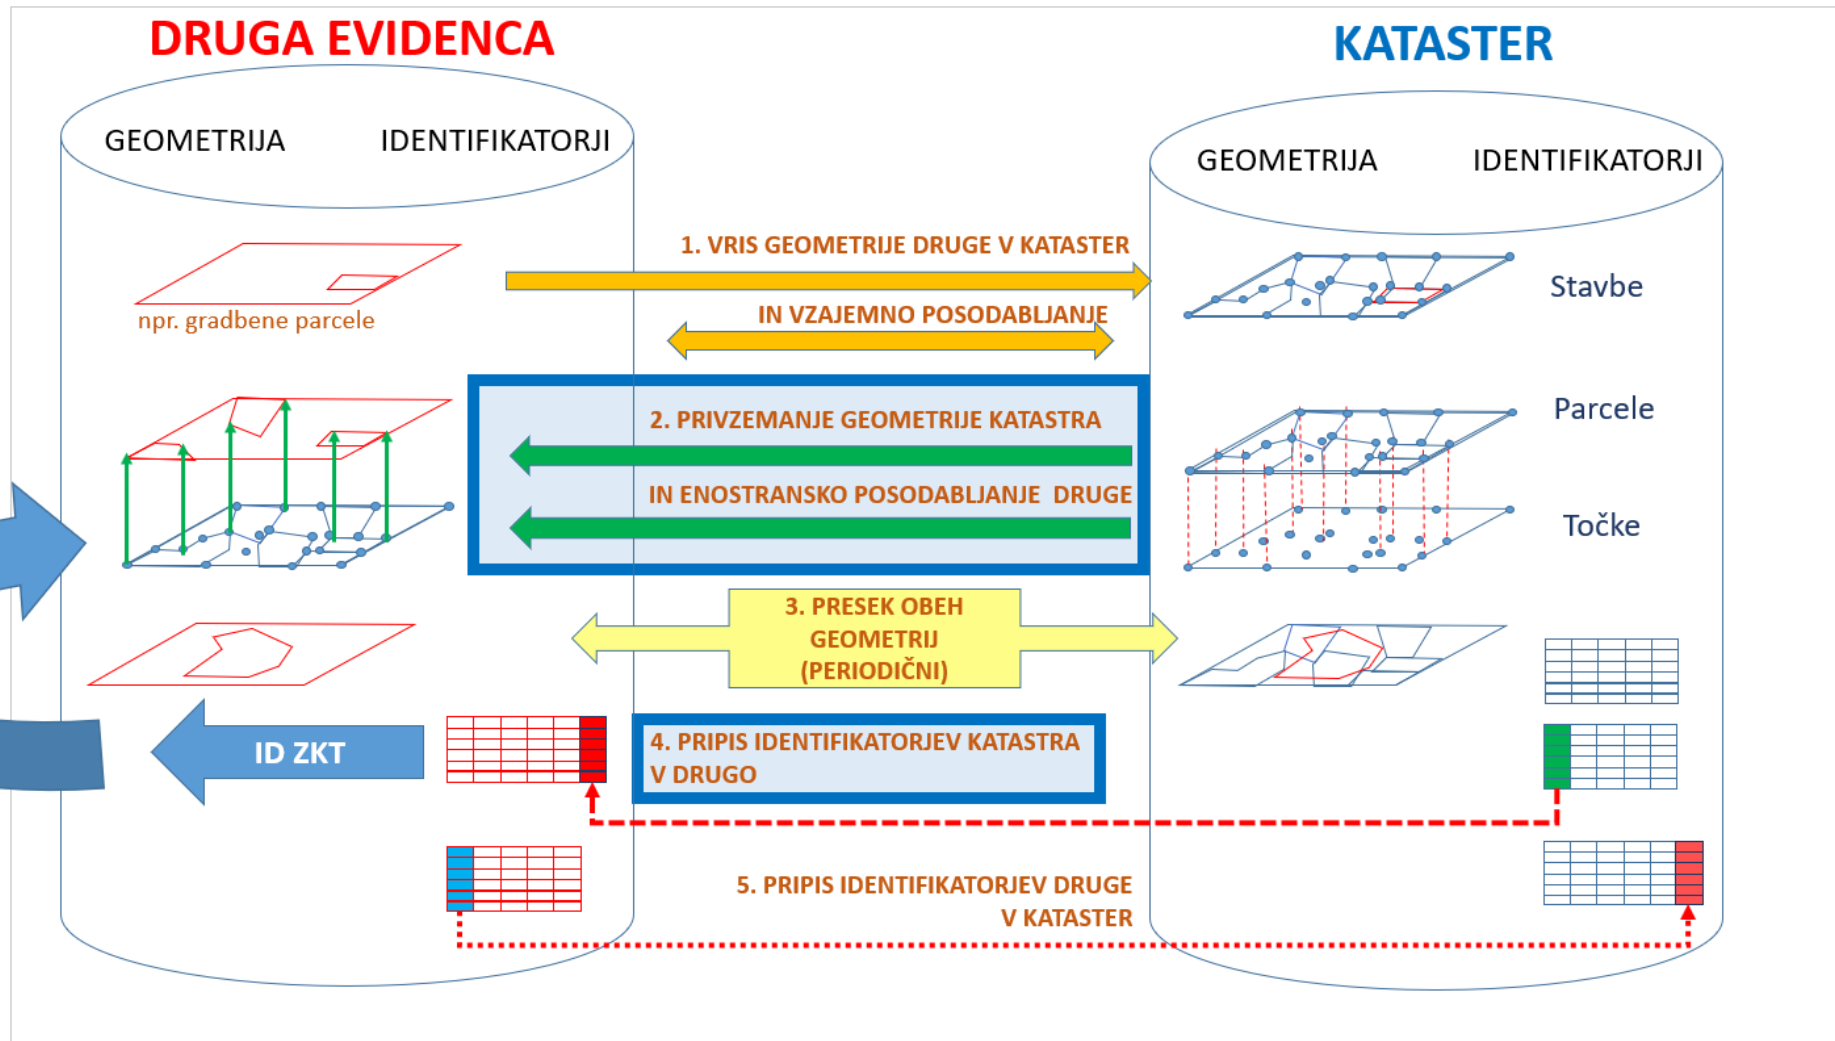 DRUGA EVIDENCA
KATASTER
GEOMETRIJA IDENTIFIKATORJI
GEOMETRIJA IDENTIFIKATORJI
1. VRIS GEOMETRIJE DRUGE V KATASTER
IN VZAJEMNO POSODABLJANJE
npr. gradbene parcele
Stavbe
2. PRIVZEMANJE GEOMETRIJE KATASTRA
IN ENOSTRANSKO POSODABLJANJE DRUGE
Parcele
Točke
3. PRESEK OBEH
GEOMETRIJ
(PERIODIČNI)
ID ZKT
4. PRIPIS IDENTIFIKATORJEV KATASTRA
V DRUGO
5. PRIPIS IDENTIFIKATORJEV DRUGE
V KATASTER